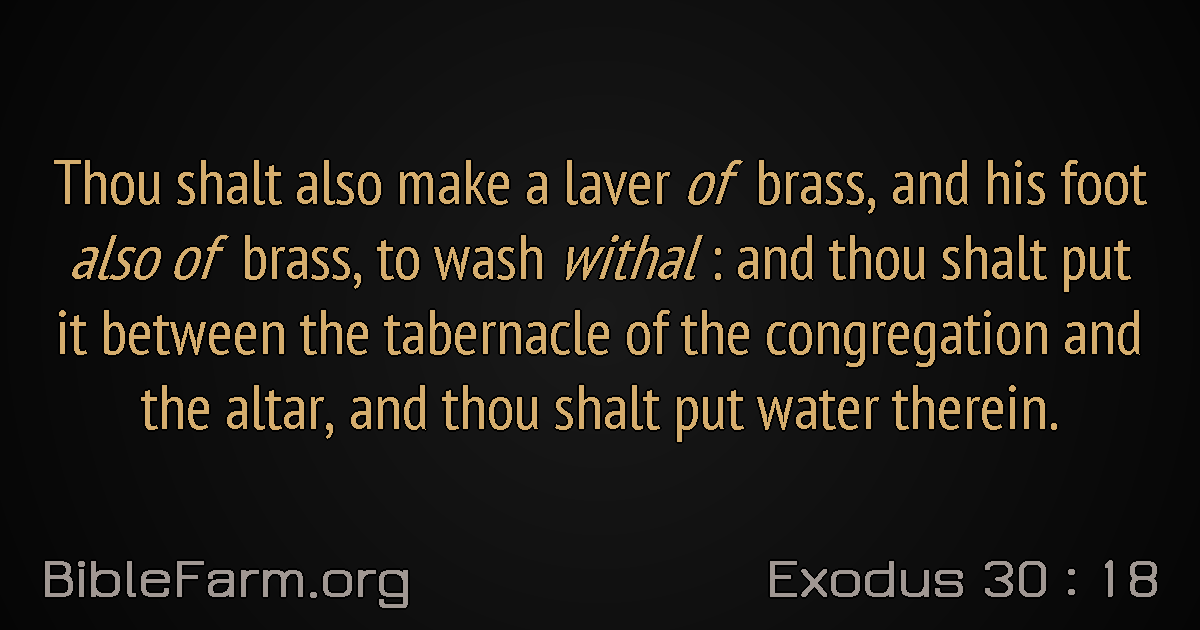 Thou shalt also make a laver of brass, and his foot
also of brass, to wash withal : and thou shalt put
it between the tabernacle of the congregation and
the altar, and thou shalt put water therein.
BibleFarm.org
Exodus 30 : 18